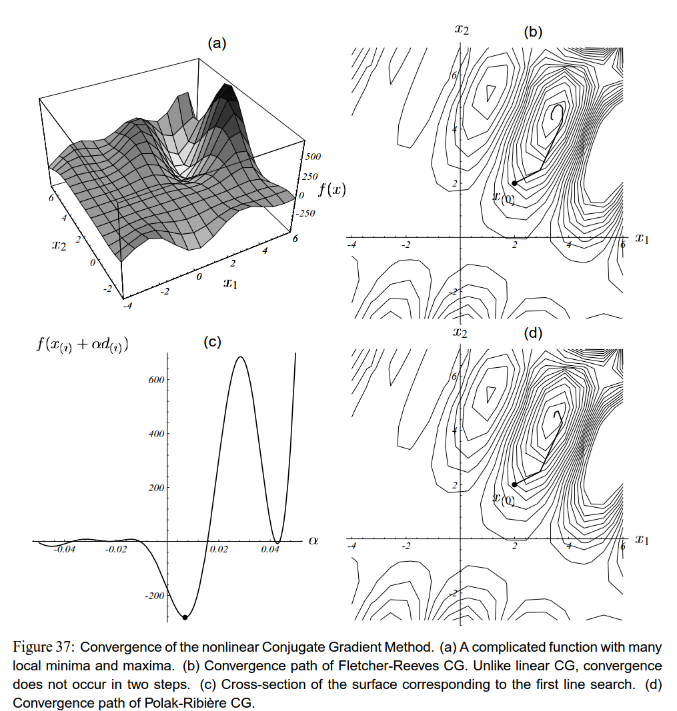 (a)
500
250
0
-250
f(x)
6
4
2
0
-2
x2
-4
-2
0
2
4
6
x1
x2
(b)
6
4
2
-2
x(0)
-4
-2
2
4
6
x1
f(x(i) + αd(i))
(c)
600
400
200
-200
-0.04
-0.02
0.02
0.04
α
x2
(d)
6
4
2
-2
x(0)
-4
-2
2
4
6
x1
Figure 37: Convergence of the nonlinear Conjugate Gradient Method. (a) A complicated function with many
local minima and maxima. (b) Convergence path of Fletcher-Reeves CG. Unlike linear CG, convergence
does not occur in two steps. (c) Cross-section of the surface corresponding to the first line search. (d)
Convergence path of Polak-Ribière CG.